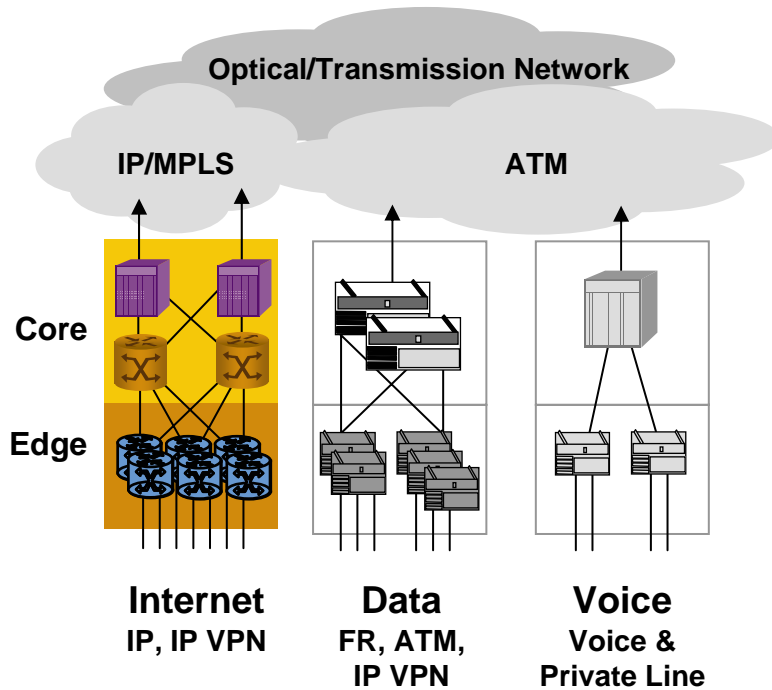 Optical/Transmission Network
IP/MPLS
ATM
Core
Edge
Internet
IP, IP VPN
Data
FR, ATM,
IP VPN
Voice
Voice &
Private Line